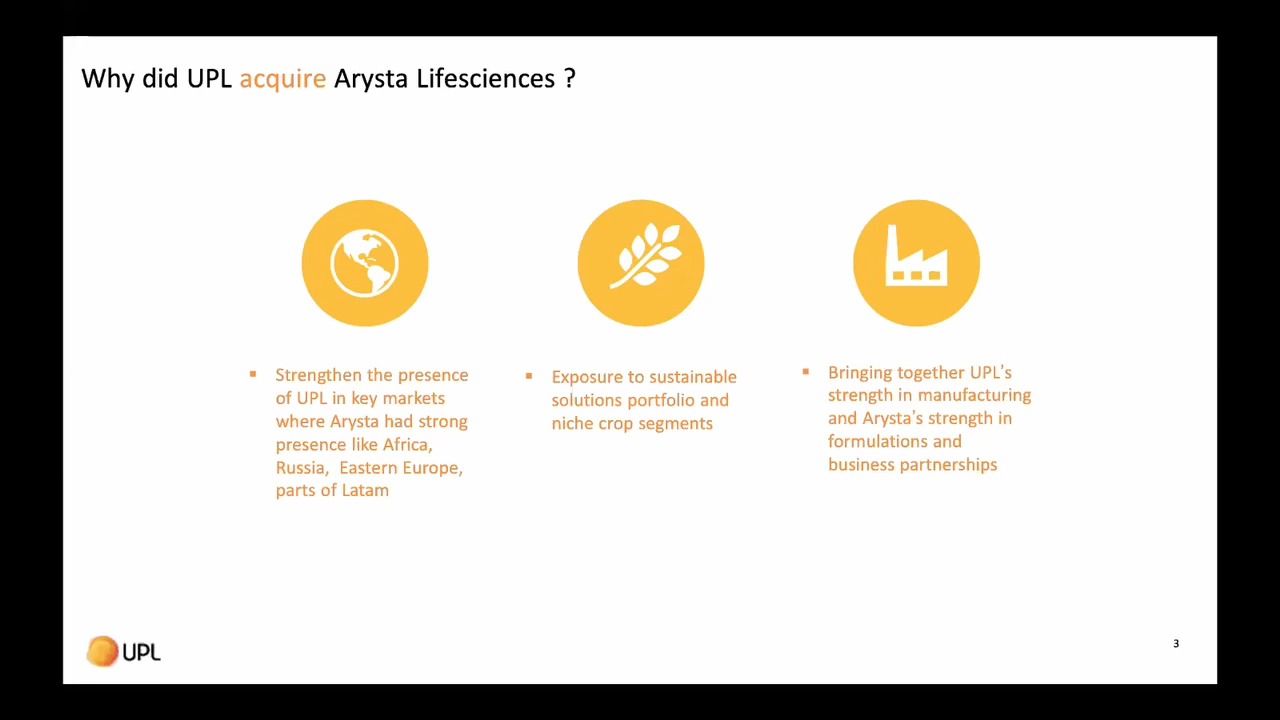 Why did UPL acquire Arysta Lifesciences ?
▪ Strengthen the presence
of UPL in key markets
where Arysta had strong
presence like Africa,
Russia,  Eastern Europe,
parts of Latam
▪ Exposure to sustainable
solutions portfolio and
niche crop segments
▪ Bringing together UPL’s
strength in manufacturing
and Arysta’s strength in
formulations and
business partnerships
UPL
3